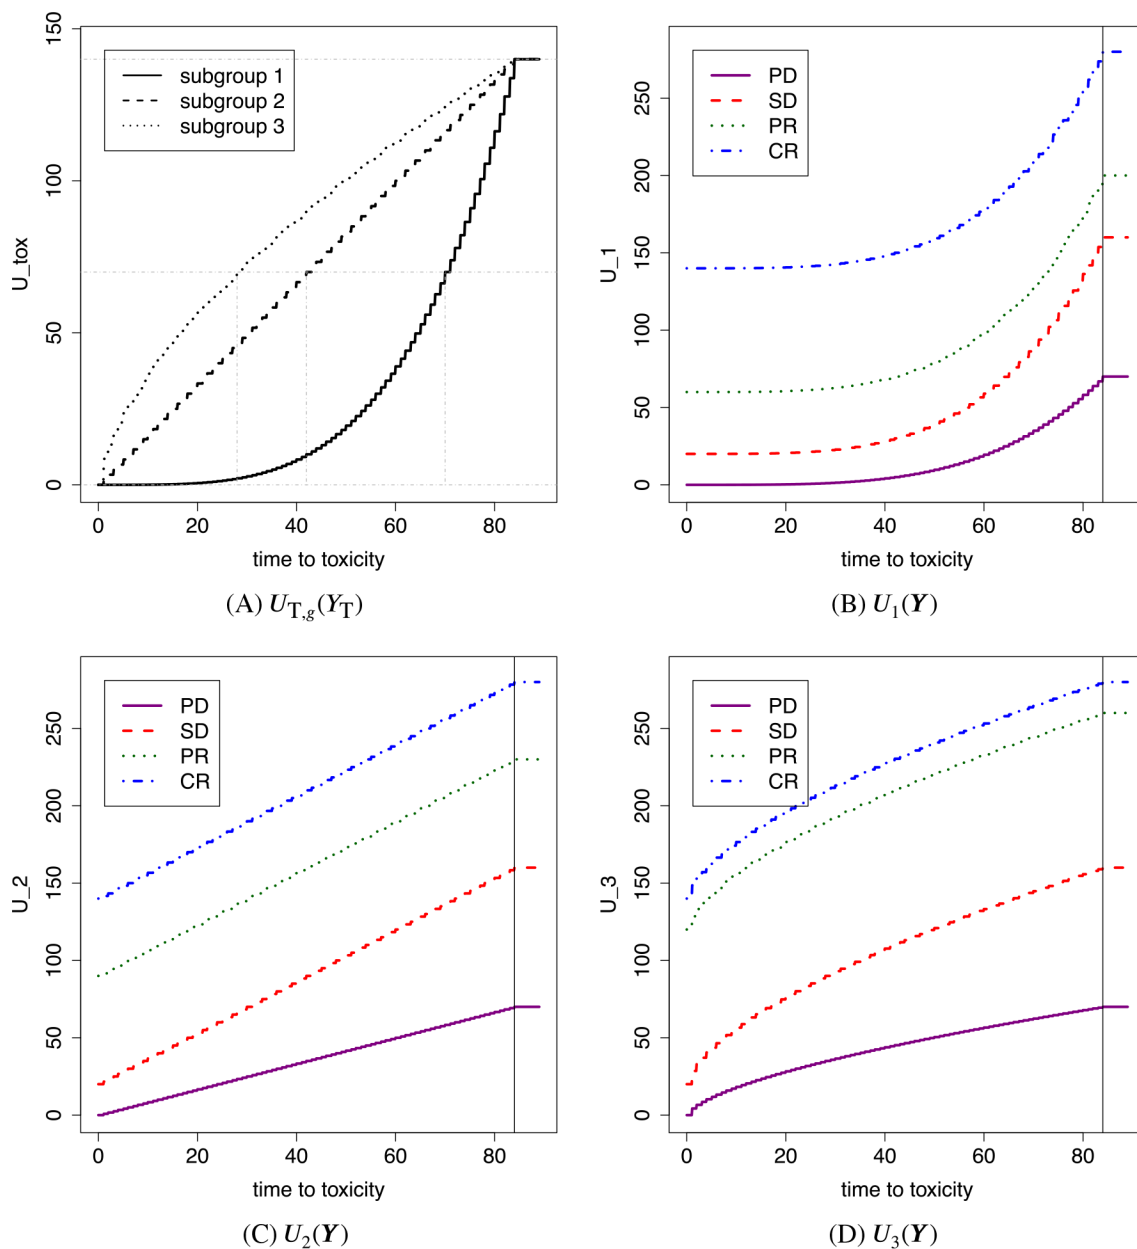 150
100
50
0
U_tox
subgroup 1
subgroup 2
subgroup 3
0 20 40 60 80
time to toxicity
(A) U_T,g(Y_T)
250
200
150
100
50
0
U_1
PD
SD
PR
CR
0 20 40 60 80
time to toxicity
(B) U_1(Y)
250
200
150
100
50
0
U_2
PD
SD
PR
CR
0 20 40 60 80
time to toxicity
(C) U_2(Y)
250
200
150
100
50
0
U_3
PD
SD
PR
CR
0 20 40 60 80
time to toxicity
(D) U_3(Y)